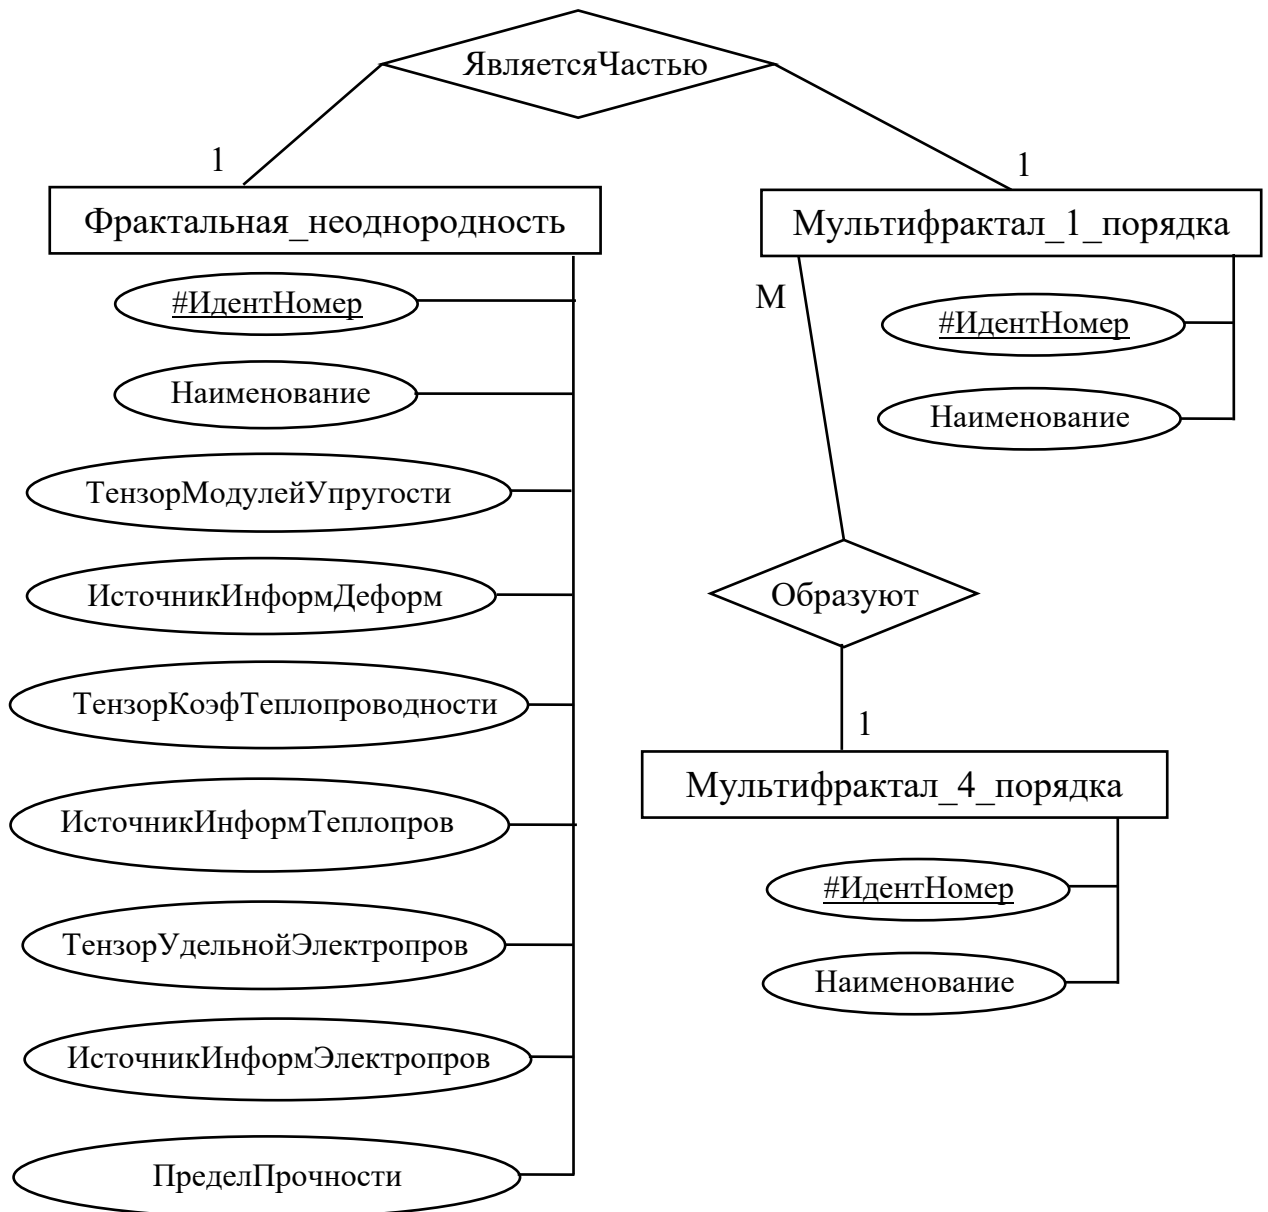 ЯвляетсяЧастью
1
1
Фрактальная_неоднородность
Мультифрактал_1_порядка
#ИдентНомер
Наименование
ТензорМодулейУпругости
ИсточникИнформДеформ
ТензорКоэфТеплопроводности
ИсточникИнформТеплопров
ТензорУдельнойЭлектропров
ИсточникИнформЭлектропров
ПределПрочности
М
#ИдентНомер
Наименование
Образуют
1
Мультифрактал_4_порядка
#ИдентНомер
Наименование